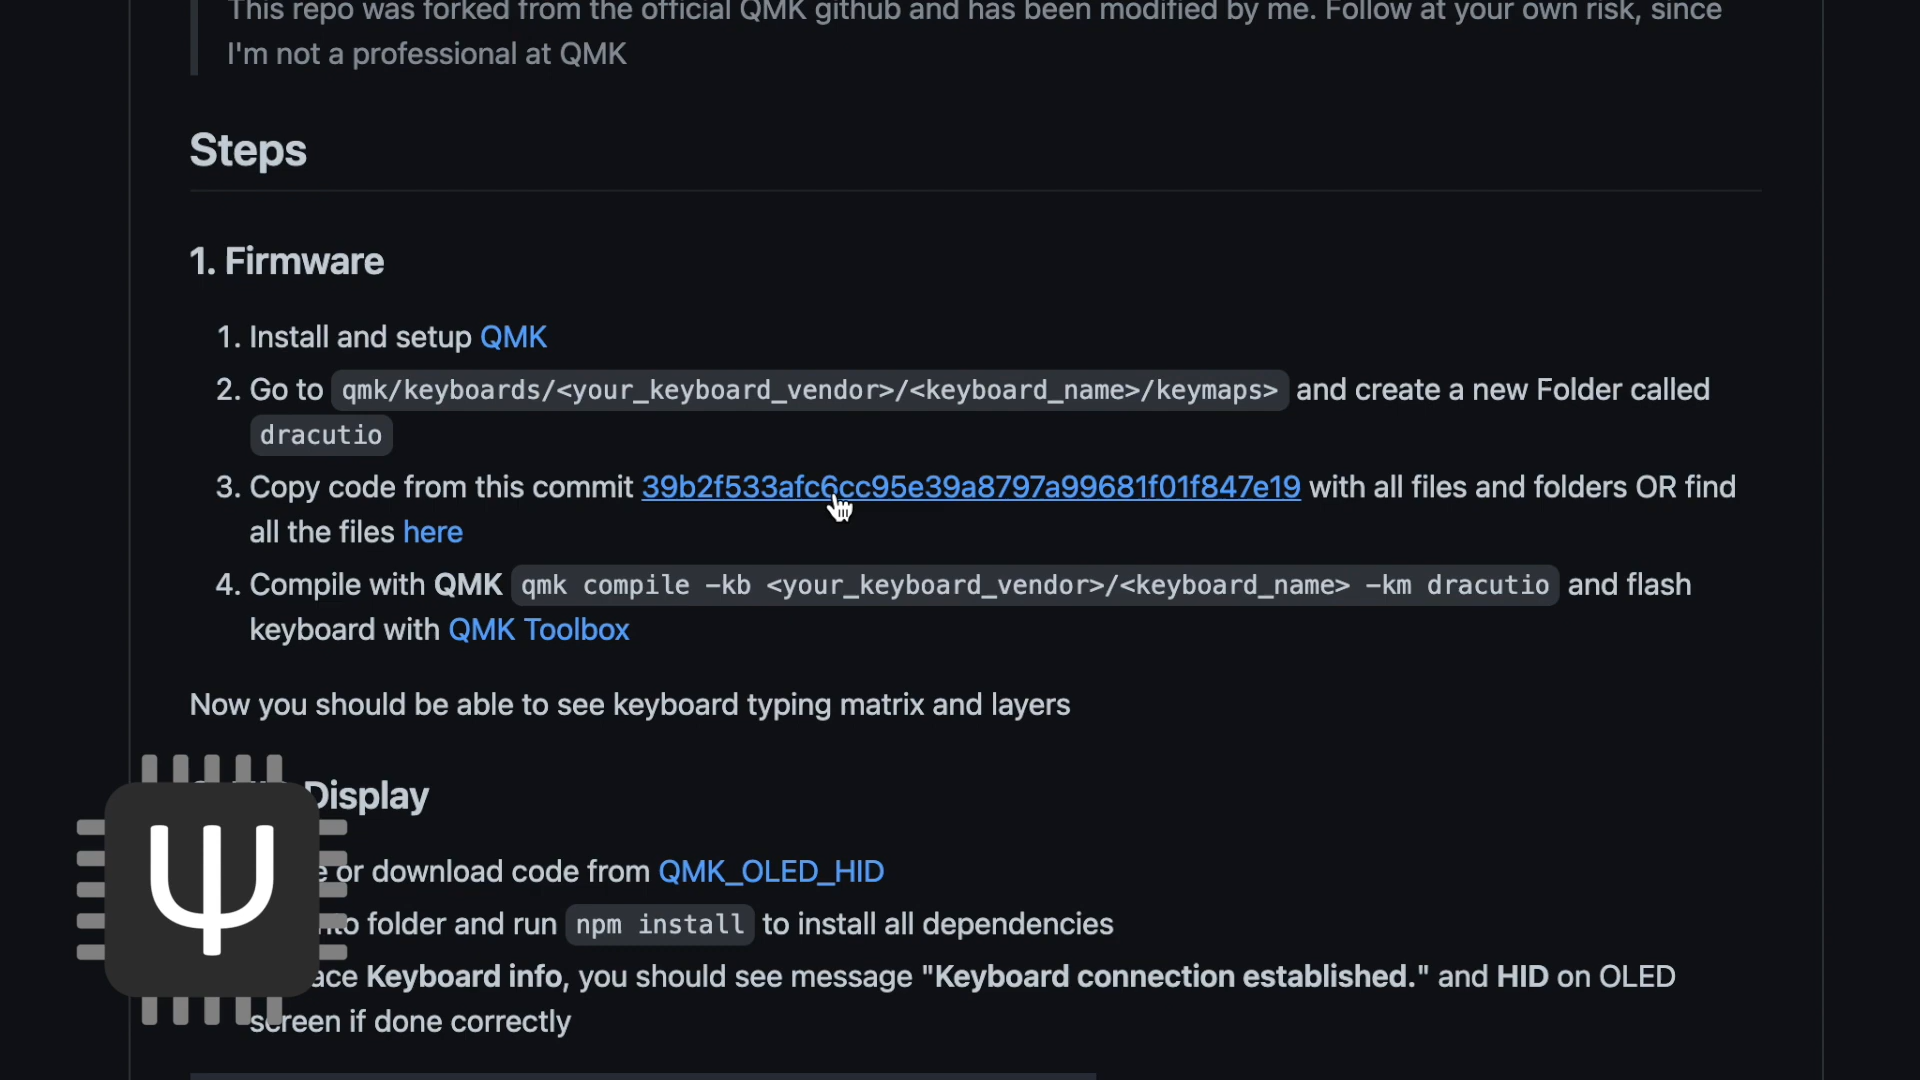 This repo was forked from the official QMK github and has been modified by me. Follow at your own risk, since
I'm not a professional at QMK
Steps
1. Firmware
1. Install and setup QMK
2. Go to qmk/keyboards/<your_keyboard_vendor>/<keyboard_name>/keymaps> and create a new Folder called
dracutio
3. Copy code from this commit 39b2f533afc6cc95e39a8797a99681f01f847e19 with all files and folders OR find
all the files here
4. Compile with QMK qmk compile -kb <your_keyboard_vendor>/<keyboard_name> -km dracutio and flash
keyboard with QMK Toolbox
Now you should be able to see keyboard typing matrix and layers
Display
or download code from QMK_OLED_HID
folder and run npm install to install all dependencies
Keyboard info, you should see message "Keyboard connection established." and HID on OLED
screen if done correctly